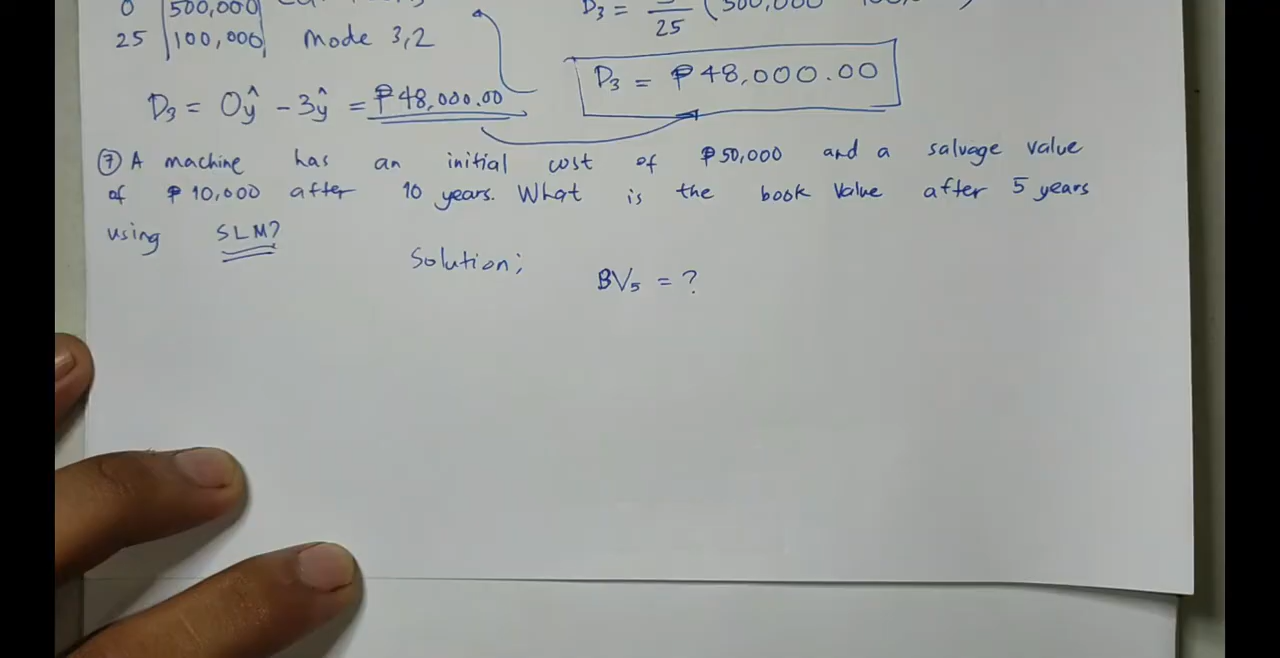 0 | 500,000
D₃ = /25 (500,000
25 | 100,000 mode 3,2
D₃ = ₱48,000.00
D₃ = 0ŷ - 3ŷ = ₱48,000.00
⑦ A machine has an initial cost of ₱50,000 and a salvage value
of ₱10,000 after 10 years. What is the book value after 5 years
using SLM?
Solution;
BV₅ = ?